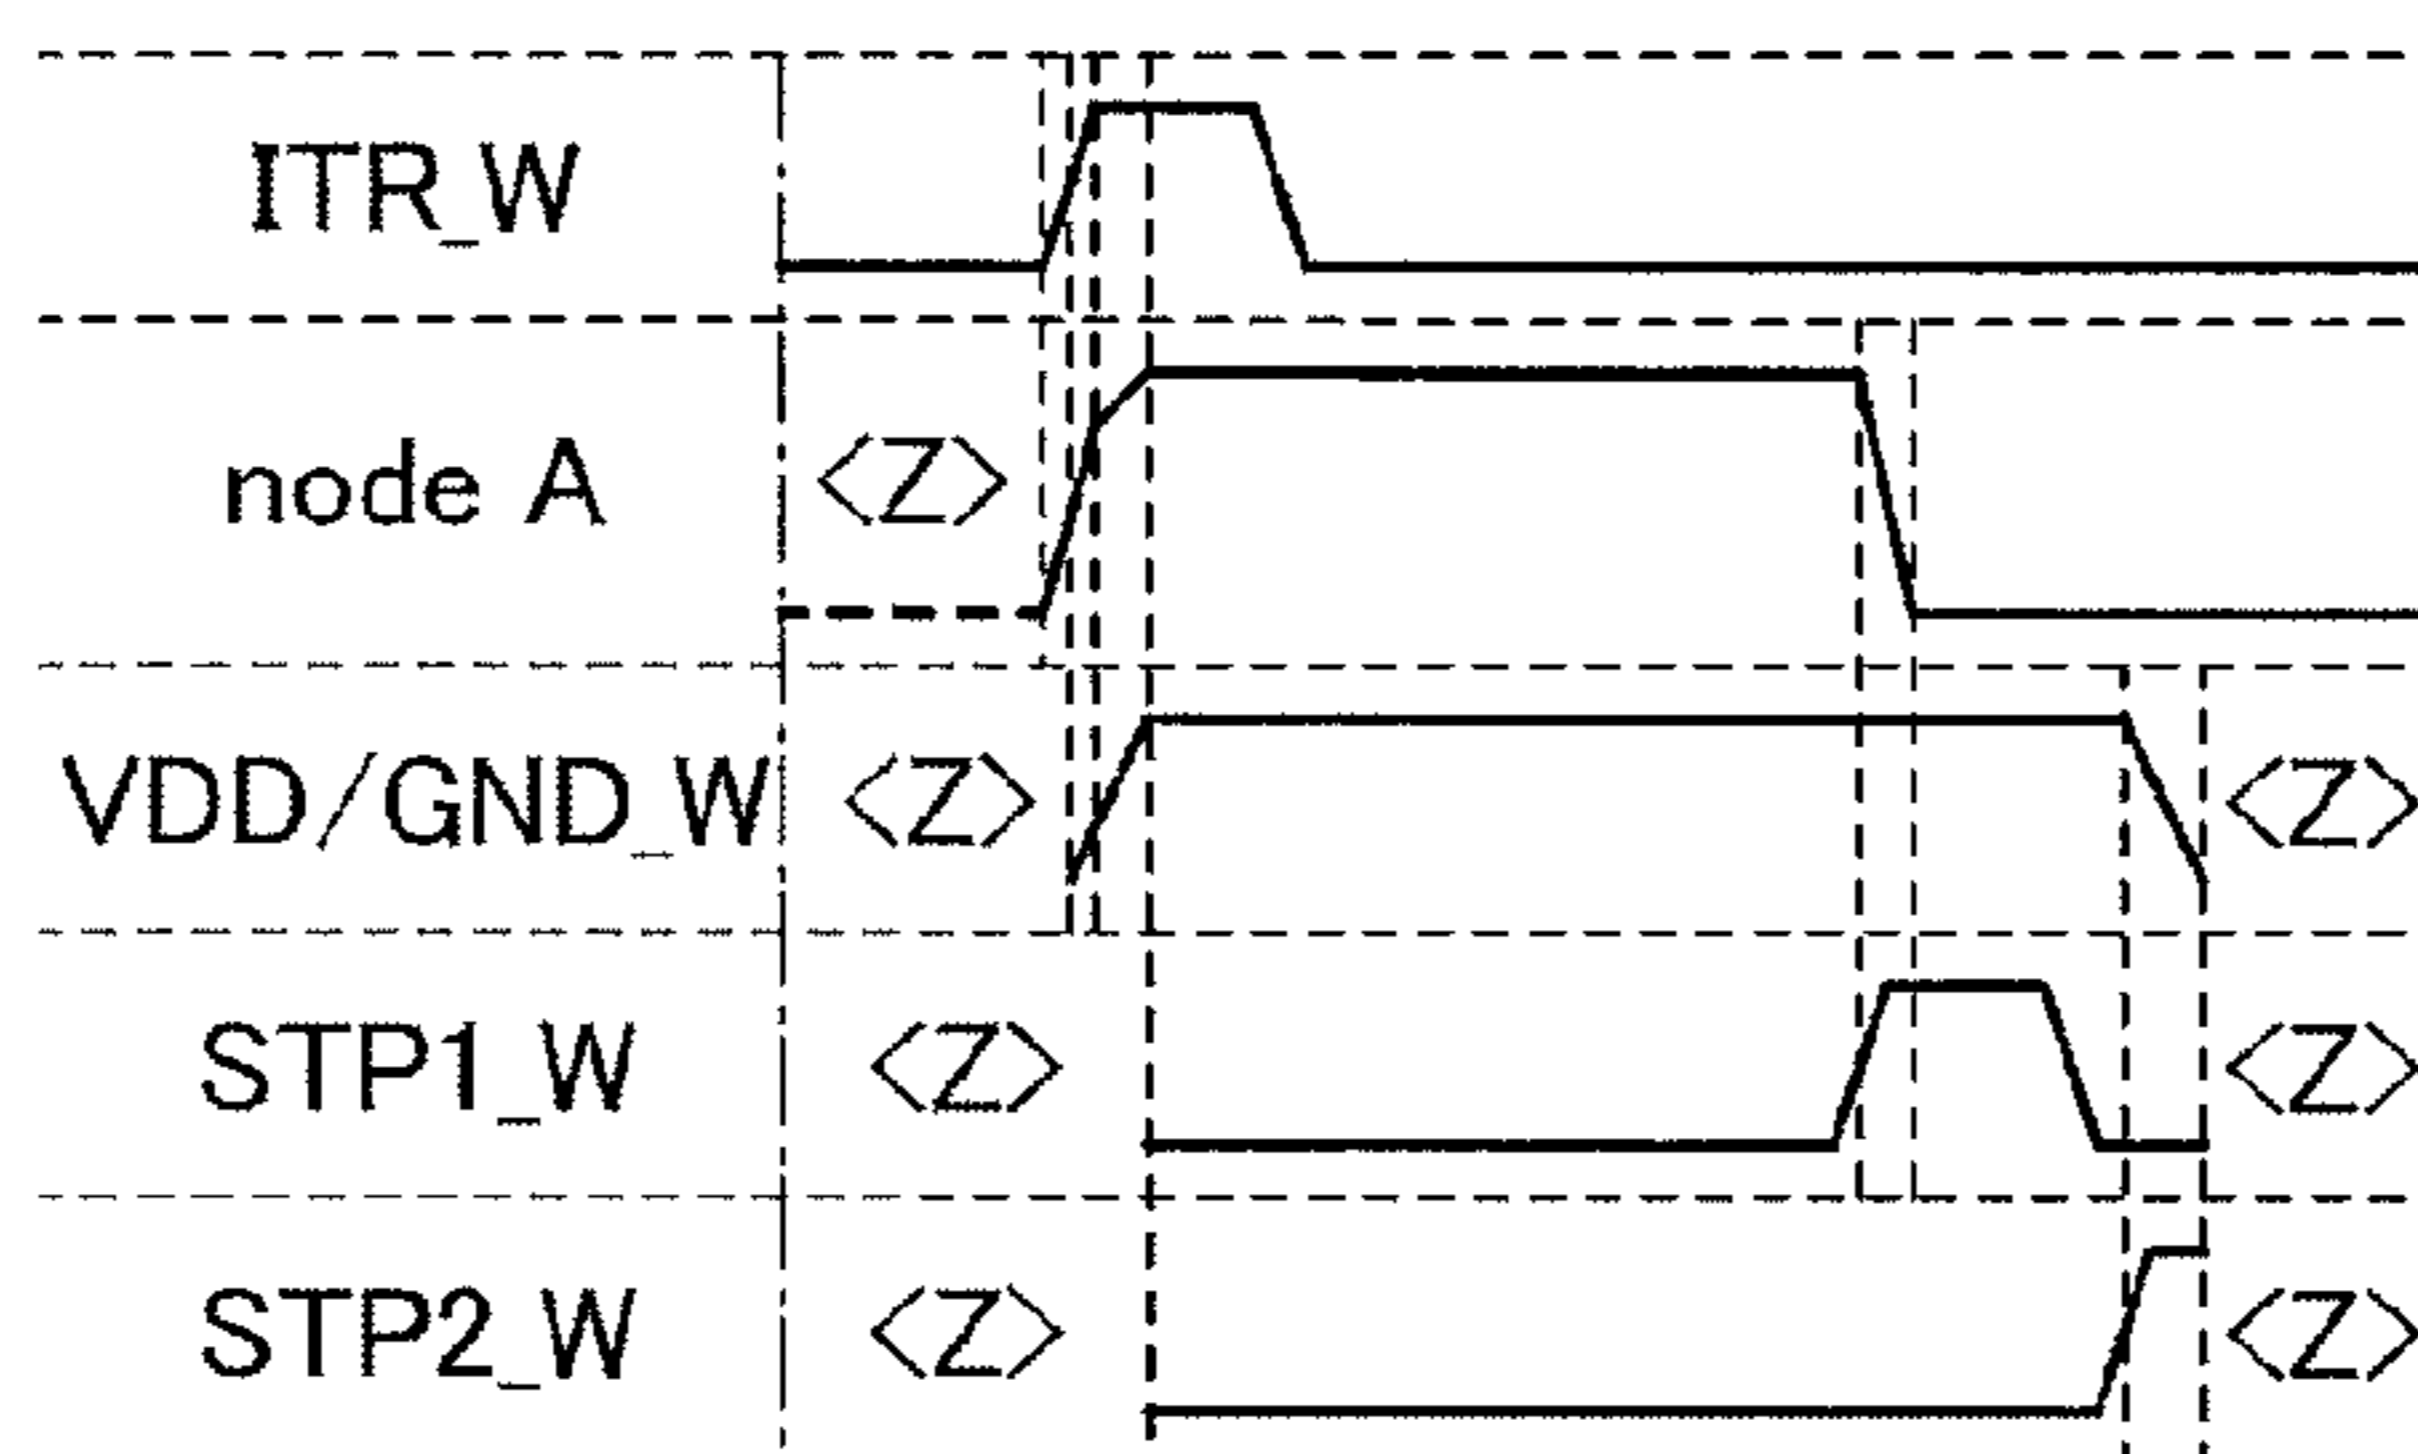 ITR_W
node A <Z>
VDD/GND_W <Z> <Z>
STP1_W <Z> <Z>
STP2_W <Z> <Z>